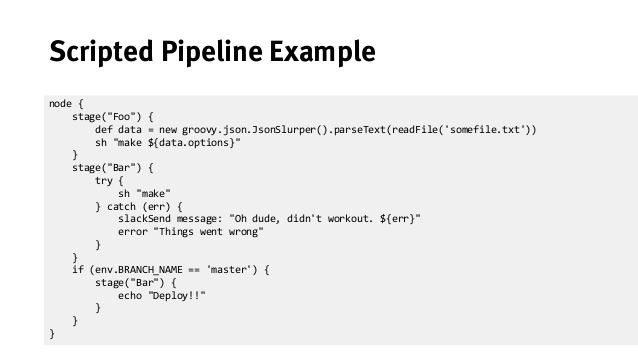 Scripted Pipeline Example
node {
    stage("Foo") {
        def data = new groovy.json.JsonSlurper().parseText(readFile('somefile.txt'))
        sh "make ${data.options}"
    }
    stage("Bar") {
        try {
            sh "make"
        } catch (err) {
            slackSend message: "Oh dude, didn't workout. ${err}"
            error "Things went wrong"
        }
    }
    if (env.BRANCH_NAME == 'master') {
        stage("Bar") {
            echo "Deploy!!"
        }
    }
}